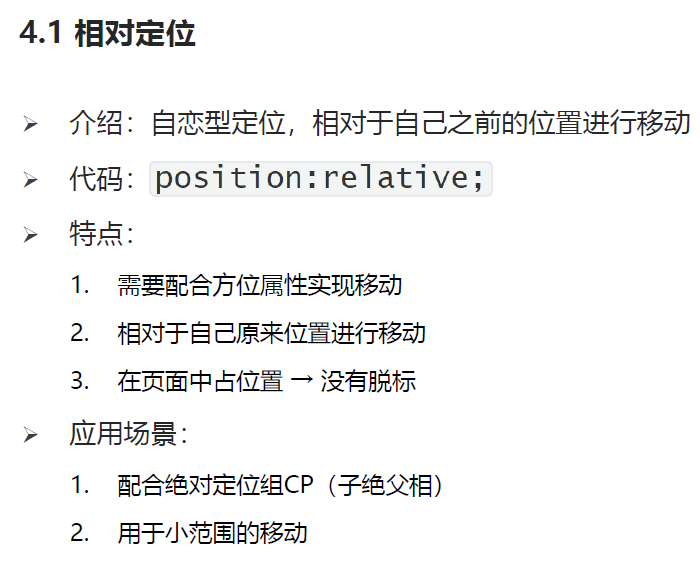 4.1 相对定位
➢ 介绍：自恋型定位，相对于自己之前的位置进行移动
➢ 代码：position:relative;
➢ 特点：
1. 需要配合方位属性实现移动
2. 相对于自己原来位置进行移动
3. 在页面中占位置 → 没有脱标
➢ 应用场景：
1. 配合绝对定位组CP（子绝父相）
2. 用于小范围的移动